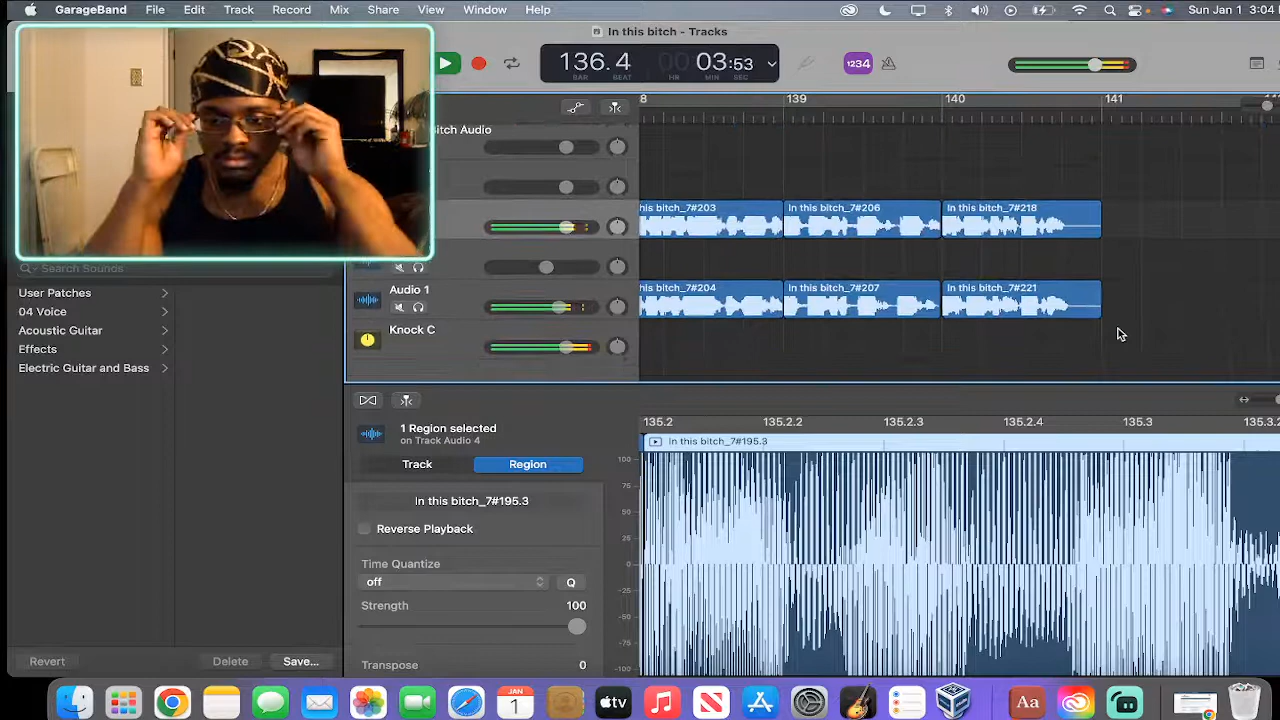 GarageBand File Edit Track Record Mix Share View Window Help Sun Jan 1 3:04
In this bitch - Tracks
136.4 00 03:53
BAR BEAT HR MIN SEC
1234
8 139 140 141
itch Audio
his bitch_7#203 In this bitch_7#206 In this bitch_7#218
Search Sounds
User Patches
04 Voice
Acoustic Guitar
Effects
Electric Guitar and Bass
Audio 1
his bitch_7#204 In this bitch_7#207 In this bitch_7#221
Knock C
135.2 135.2.2 135.2.3 135.2.4 135.3 135.3.2
1 Region selected
on Track Audio 4
In this bitch_7#195.3
Track Region
In this bitch_7#195.3
Reverse Playback
Time Quantize
off Q
Strength 100
Transpose 0
100
75
50
25
0
-25
-50
-75
-100
Revert Delete Save...
JAN
1
tv
Aa